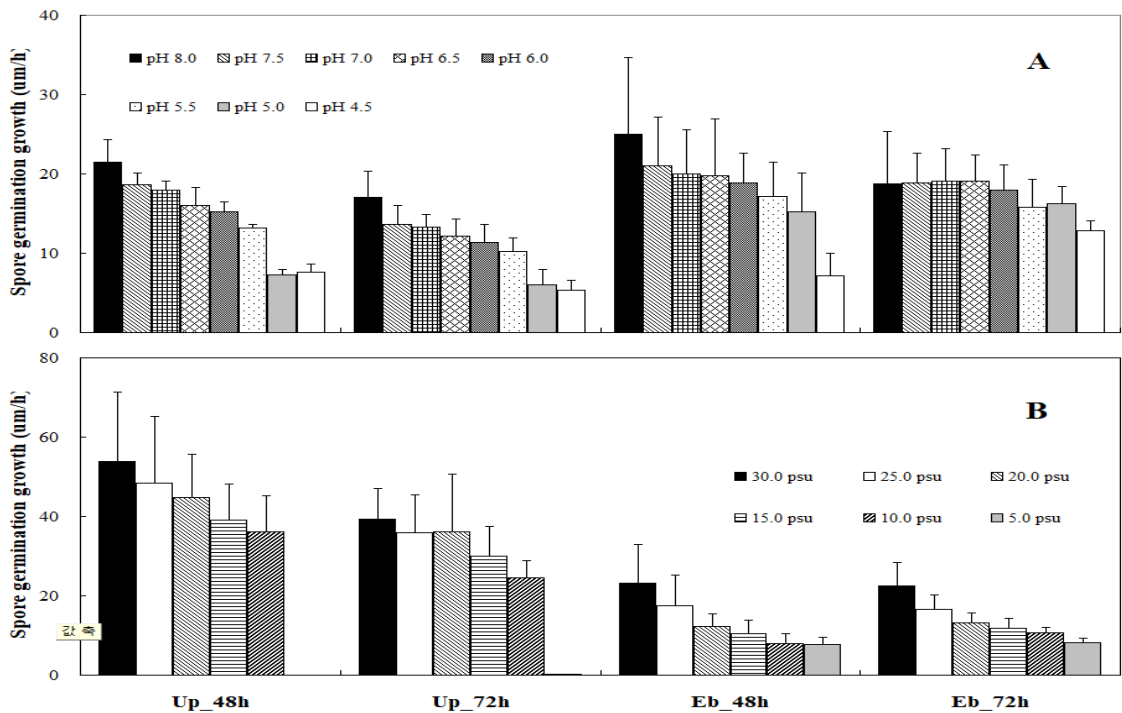 40
30
20
10
0
Spore germination growth (um/h)
pH 8.0 pH 7.5 pH 7.0 pH 6.5 pH 6.0
pH 5.5 pH 5.0 pH 4.5
A
80
60
40
20
0
Spore germination growth (um/h)
값 축
B
30.0 psu 25.0 psu 20.0 psu
15.0 psu 10.0 psu 5.0 psu
Up_48h Up_72h Eb_48h Eb_72h